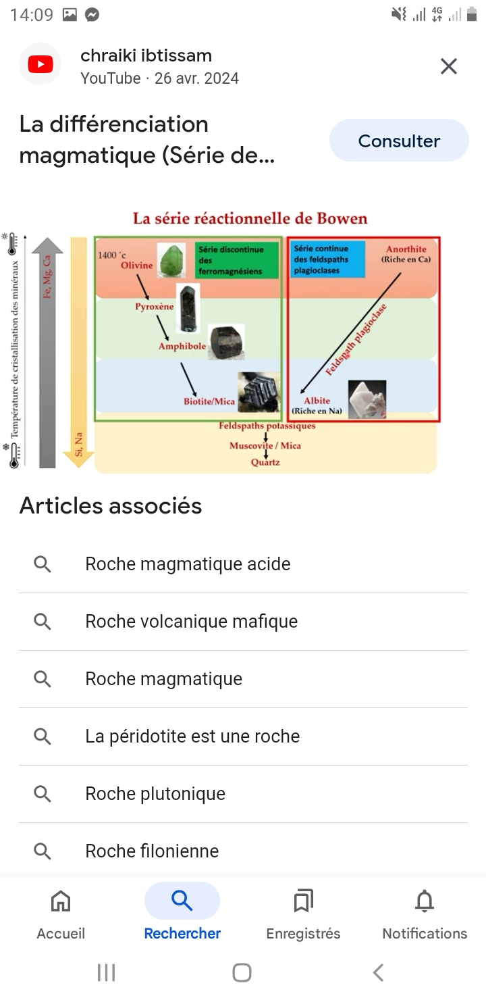 14:09
4G
chraiki ibtissam
YouTube · 26 avr. 2024
La différenciation
magmatique (Série de...
Consulter
La série réactionnelle de Bowen
Température de cristallisation des minéraux
Fe, Mg, Ca
Si, Na
1400 °c
Olivine
Série discontinue
des
ferromagnésiens
Pyroxène
Amphibole
Biotite/Mica
Série continue
des feldspaths
plagioclases
Anorthite
(Riche en Ca)
Feldspath plagioclase
Albite
(Riche en Na)
Feldspaths potassiques
Muscovite / Mica
Quartz
Articles associés
Roche magmatique acide
Roche volcanique mafique
Roche magmatique
La péridotite est une roche
Roche plutonique
Roche filonienne
Accueil
Rechercher
Enregistrés
Notifications